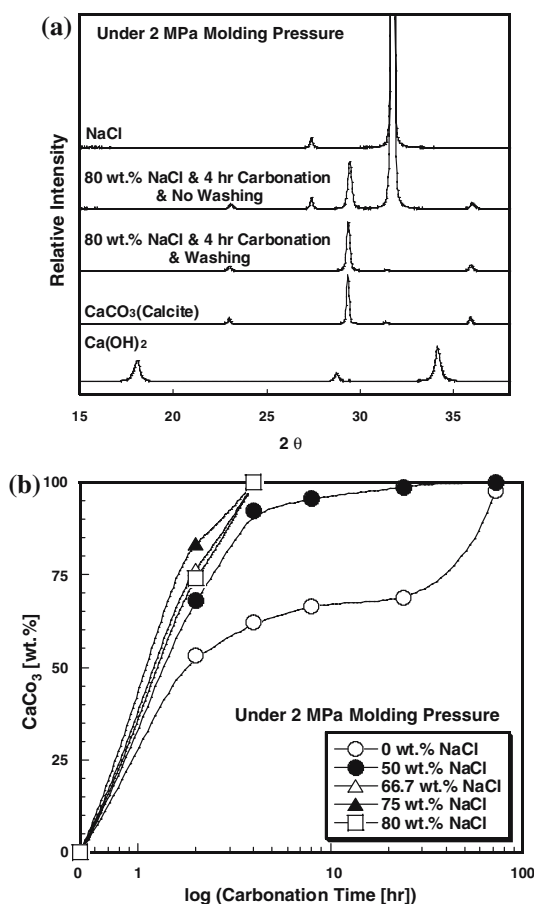 (a)
Under 2 MPa Molding Pressure
NaCl
80 wt.% NaCl & 4 hr Carbonation
& No Washing
80 wt.% NaCl & 4 hr Carbonation
& Washing
CaCO₃(Calcite)
Ca(OH)₂
Relative Intensity
15 20 25 30 35
2 θ
(b)
100
75
50
25
0
CaCo₃ [wt.%]
Under 2 MPa Molding Pressure
0 wt.% NaCl
50 wt.% NaCl
66.7 wt.% NaCl
75 wt.% NaCl
80 wt.% NaCl
0 1 10 100
log (Carbonation Time [hr])